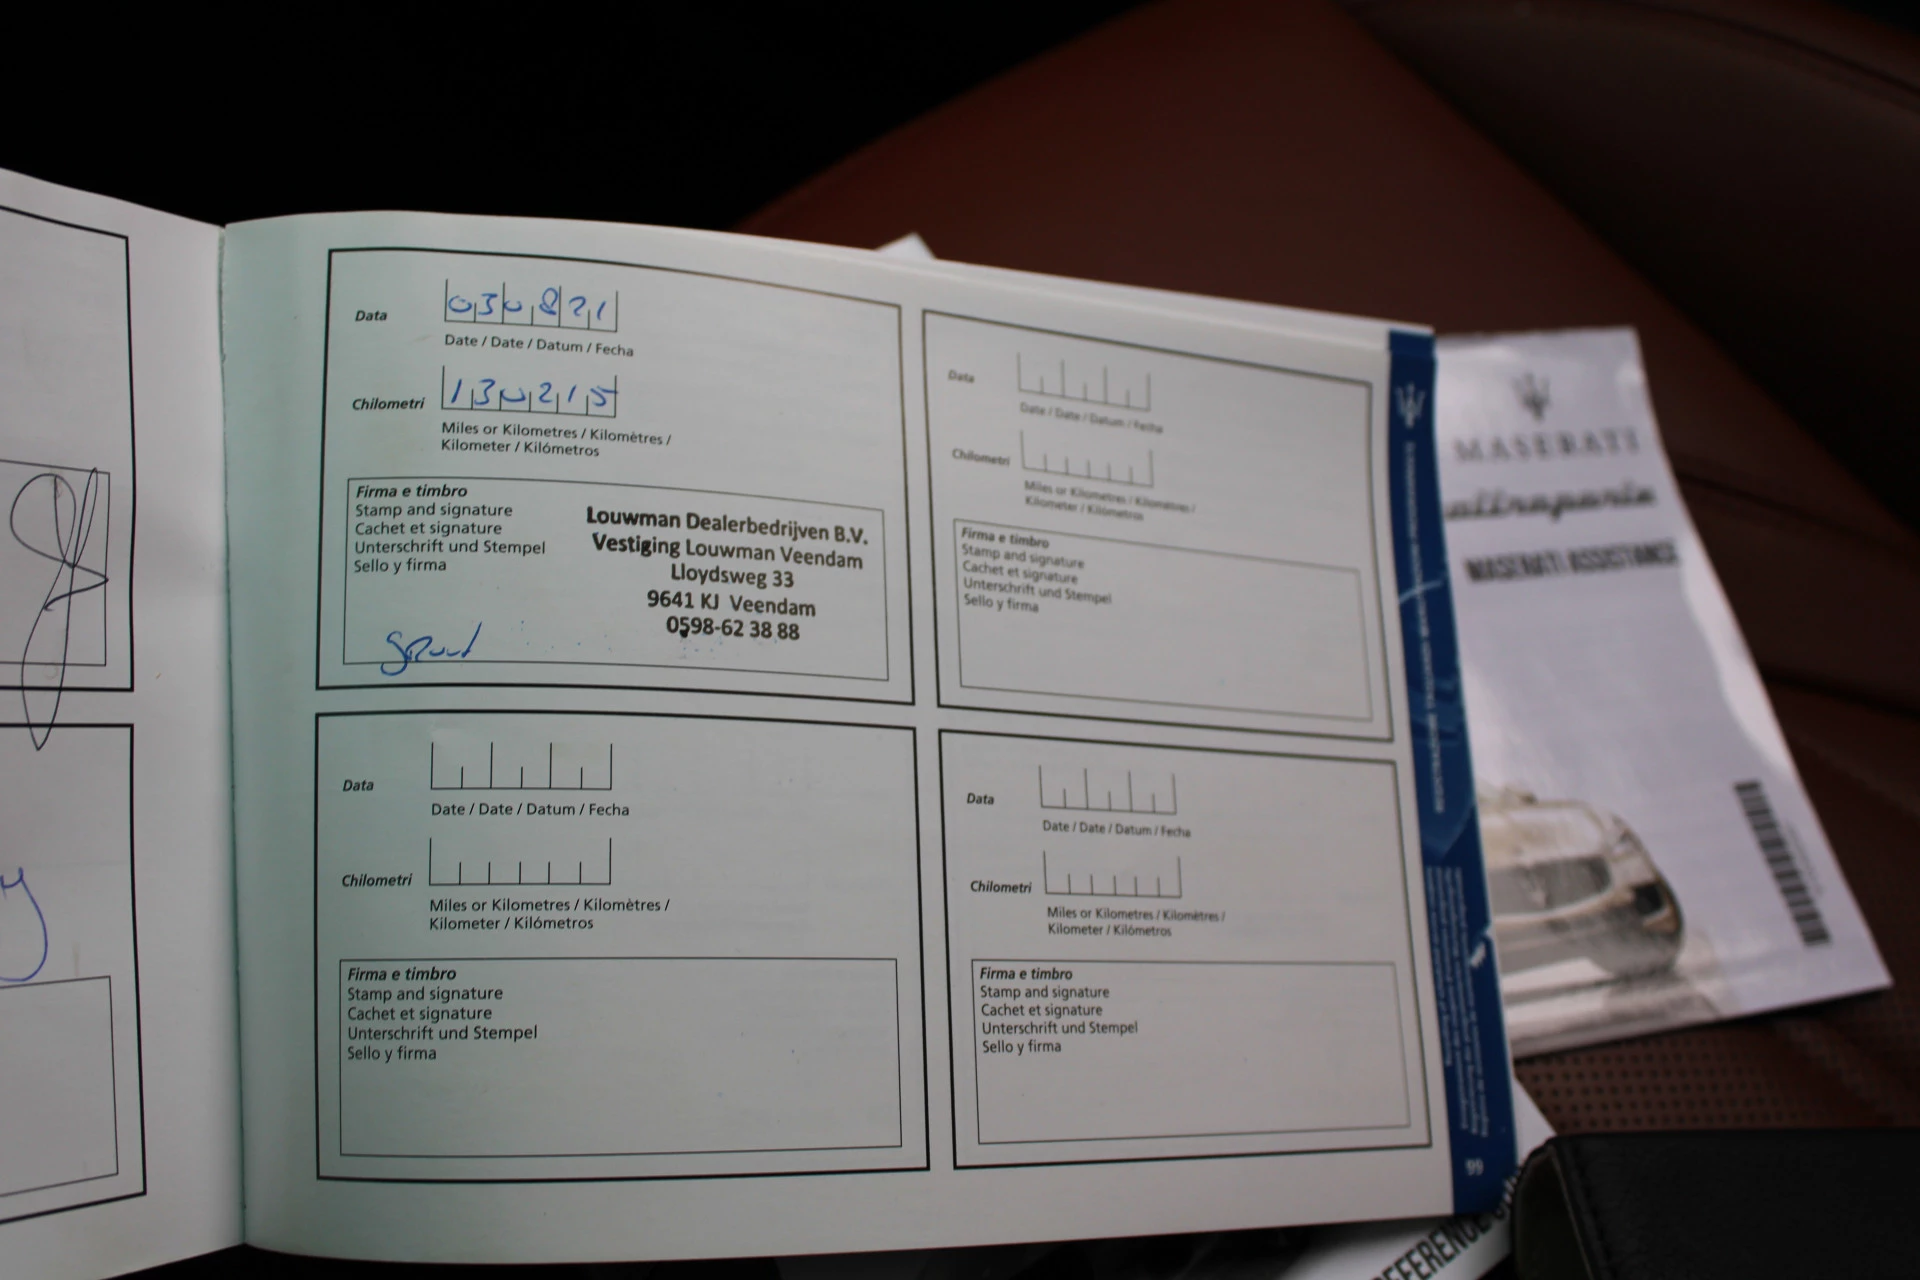 Data
030821
Date / Date / Datum / Fecha
Chilometri
130215
Miles or Kilometres / Kilomètres /
Kilometer / Kilómetros
Firma e timbro
Stamp and signature
Cachet et signature
Unterschrift und Stempel
Sello y firma
Louwman Dealerbedrijven B.V.
Vestiging Louwman Veendam
Lloydsweg 33
9641 KJ Veendam
0598-62 38 88
Data
Date / Date / Datum / Fecha
Chilometri
Miles or Kilometres / Kilomètres /
Kilometer / Kilómetros
Firma e timbro
Stamp and signature
Cachet et signature
Unterschrift und Stempel
Sello y firma
Data
Date / Date / Datum / Fecha
Chilometri
Miles or Kilometres / Kilomètres /
Kilometer / Kilómetros
Firma e timbro
Stamp and signature
Cachet et signature
Unterschrift und Stempel
Sello y firma
Data
Date / Date / Datum / Fecha
Chilometri
Miles or Kilometres / Kilomètres /
Kilometer / Kilómetros
Firma e timbro
Stamp and signature
Cachet et signature
Unterschrift und Stempel
Sello y firma
99
MASERATI
MASERATI ASSISTANCE